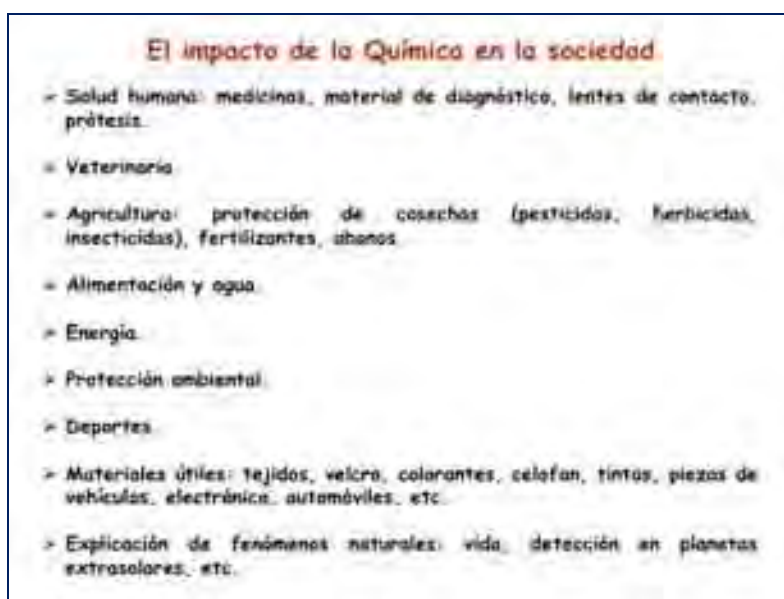 El impacto de la Química en la sociedad.
➢ Salud humana: medicinas, material de diagnóstico, lentes de contacto,
prótesis.
➢ Veterinaria.
➢ Agricultura: protección de cosechas (pesticidas, herbicidas,
insecticidas), fertilizantes, abonos.
➢ Alimentación y agua.
➢ Energía.
➢ Protección ambiental.
➢ Deportes.
➢ Materiales útiles: tejidos, velcro, colorantes, celofan, tintas, piezas de
vehículos, electrónica, automóviles, etc.
➢ Explicación de fenómenos naturales: vida, detección en planetas
extrasolares, etc.